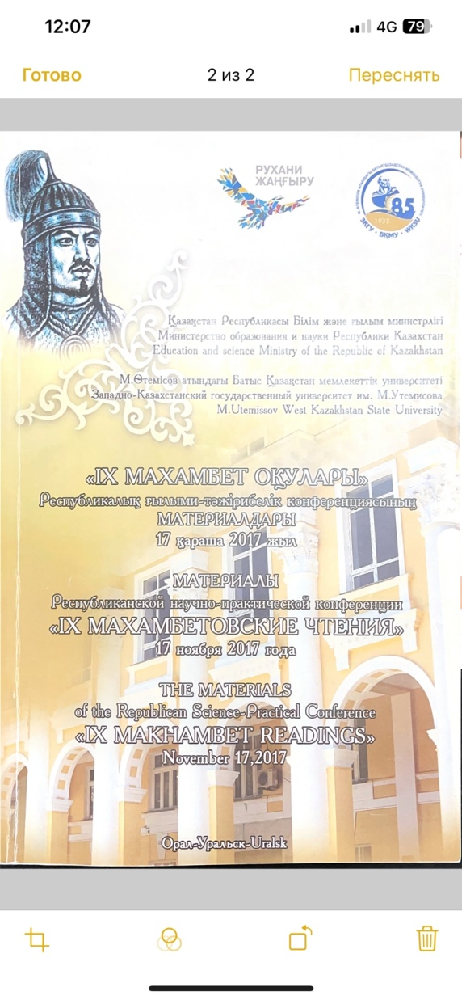 12:07
4G 79
Готово
2 из 2
Переснять
РУХАНИ
ЖАҢҒЫРУ
85
1932
ЗКГУ • БҚМУ • WKSU
Қазақстан Республикасы Білім және ғылым министрлігі
Министерство образования и науки Республики Казахстан
Education and science Ministry of the Republic of Kazakhstan
М.Өтемісов атындағы Батыс Қазақстан мемлекеттік университеті
Западно-Казахстанский государственный университет им. М.Утемисова
M.Utemissov West Kazakhstan State University
«IX МАХАМБЕТ ОҚУЛАРЫ»
Республикалық ғылыми-тәжірибелік конференциясының
МАТЕРИАЛДАРЫ
17 қараша 2017 жыл
МАТЕРИАЛЫ
Республиканской научно-практической конференции
«IX МАХАМБЕТОВСКИЕ ЧТЕНИЯ»
17 ноября 2017 года
THE MATERIALS
of the Republican Science-Practical Conference
«IX MAKHAMBET READINGS»
November 17,2017
Орал-Уральск-Uralsk